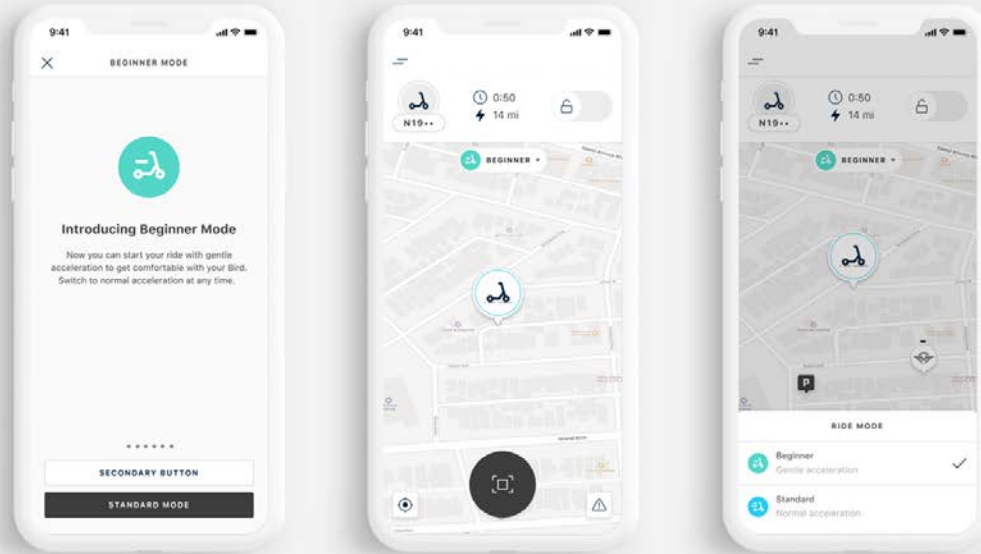 9:41
BEGINNER MODE
Introducing Beginner Mode
Now you can start your ride with gentle
acceleration to get comfortable with your Bird.
Switch to normal acceleration at any time.
SECONDARY BUTTON
STANDARD MODE
9:41
N19••
0:50
14 mi
BEGINNER
9:41
N19••
0:50
14 mi
BEGINNER
P
RIDE MODE
Beginner
Gentle acceleration
Standard
Normal acceleration